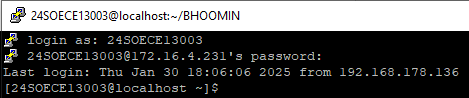 24SOECE13003@localhost:~/BHOOMIN
login as: 24SOECE13003
24SOECE13003@172.16.4.231's password:
Last login: Thu Jan 30 18:06:06 2025 from 192.168.178.136
[24SOECE13003@localhost ~]$